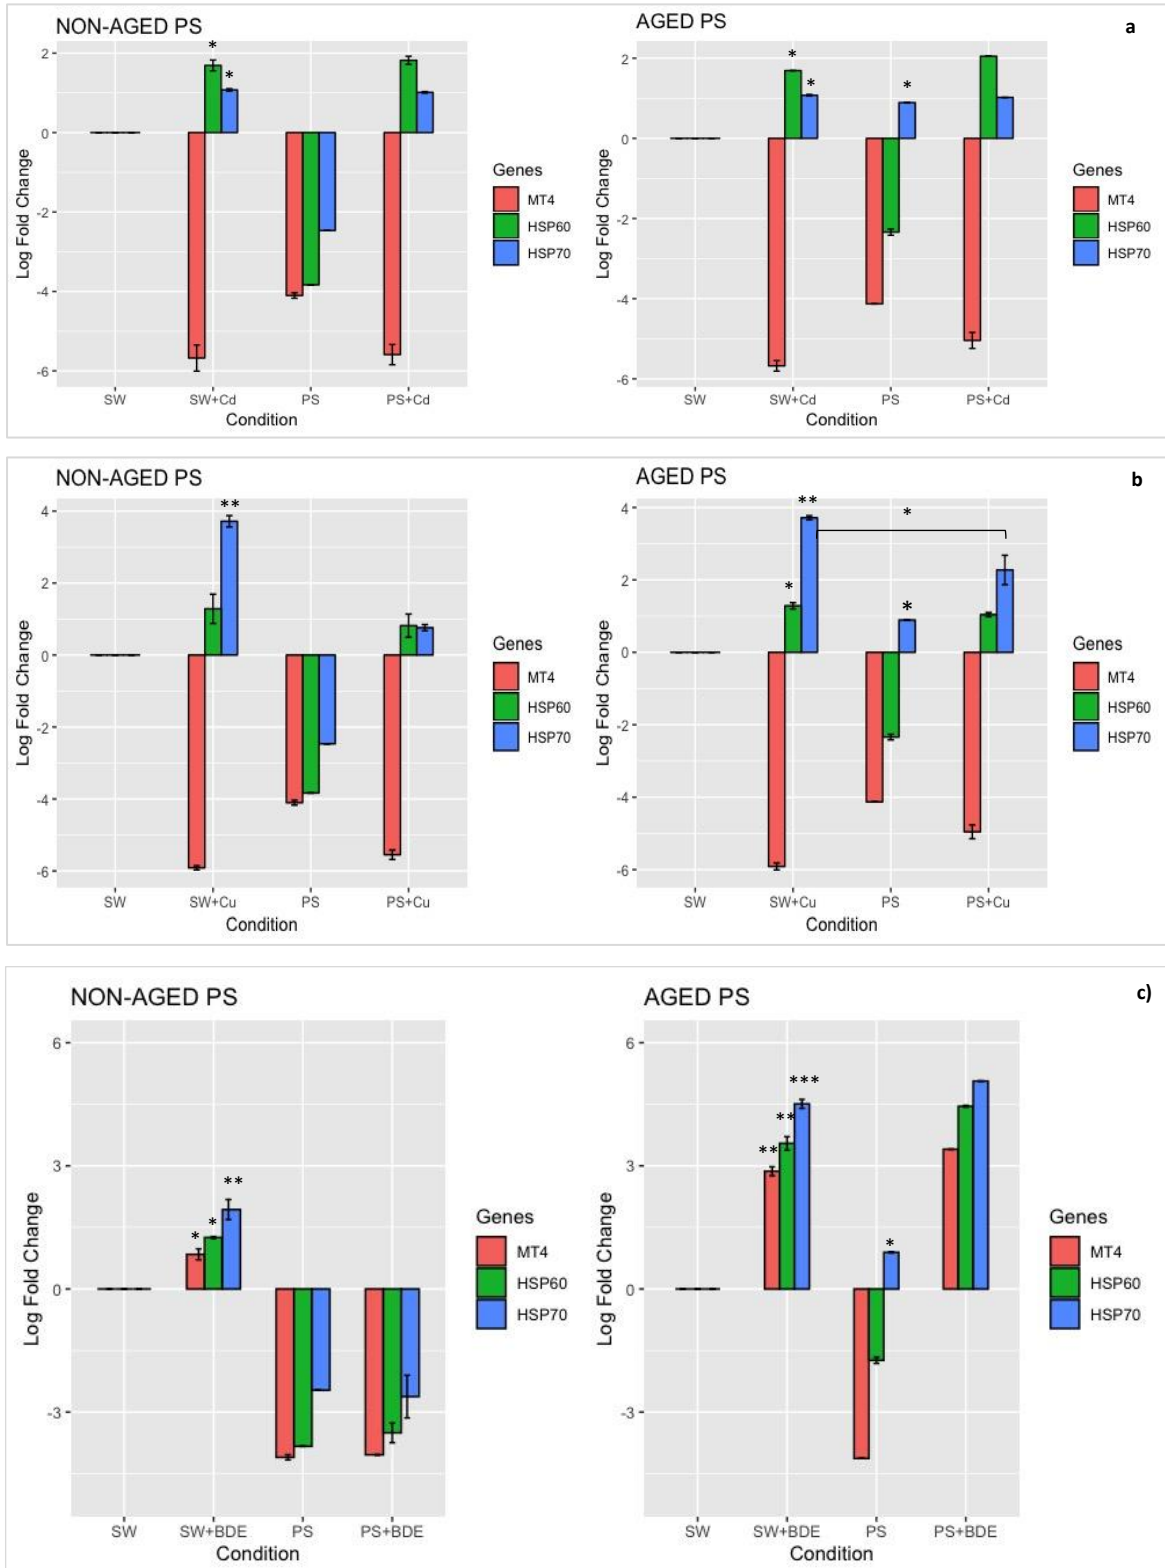 NON-AGED PS
AGED PS
a
Log Fold Change
2
0
-2
-4
-6
*
*
SW
SW+Cd
PS
PS+Cd
Condition
Genes
MT4
HSP60
HSP70
Log Fold Change
2
0
-2
-4
-6
*
*
*
SW
SW+Cd
PS
PS+Cd
Condition
Genes
MT4
HSP60
HSP70
NON-AGED PS
AGED PS
b
Log Fold Change
4
2
0
-2
-4
-6
**
SW
SW+Cu
PS
PS+Cu
Condition
Genes
MT4
HSP60
HSP70
Log Fold Change
4
2
0
-2
-4
-6
**
*
*
*
SW
SW+Cu
PS
PS+Cu
Condition
Genes
MT4
HSP60
HSP70
NON-AGED PS
AGED PS
c)
Log Fold Change
6
3
0
-3
*
*
**
SW
SW+BDE
PS
PS+BDE
Condition
Genes
MT4
HSP60
HSP70
Log Fold Change
6
3
0
-3
**
**
***
*
SW
SW+BDE
PS
PS+BDE
Condition
Genes
MT4
HSP60
HSP70